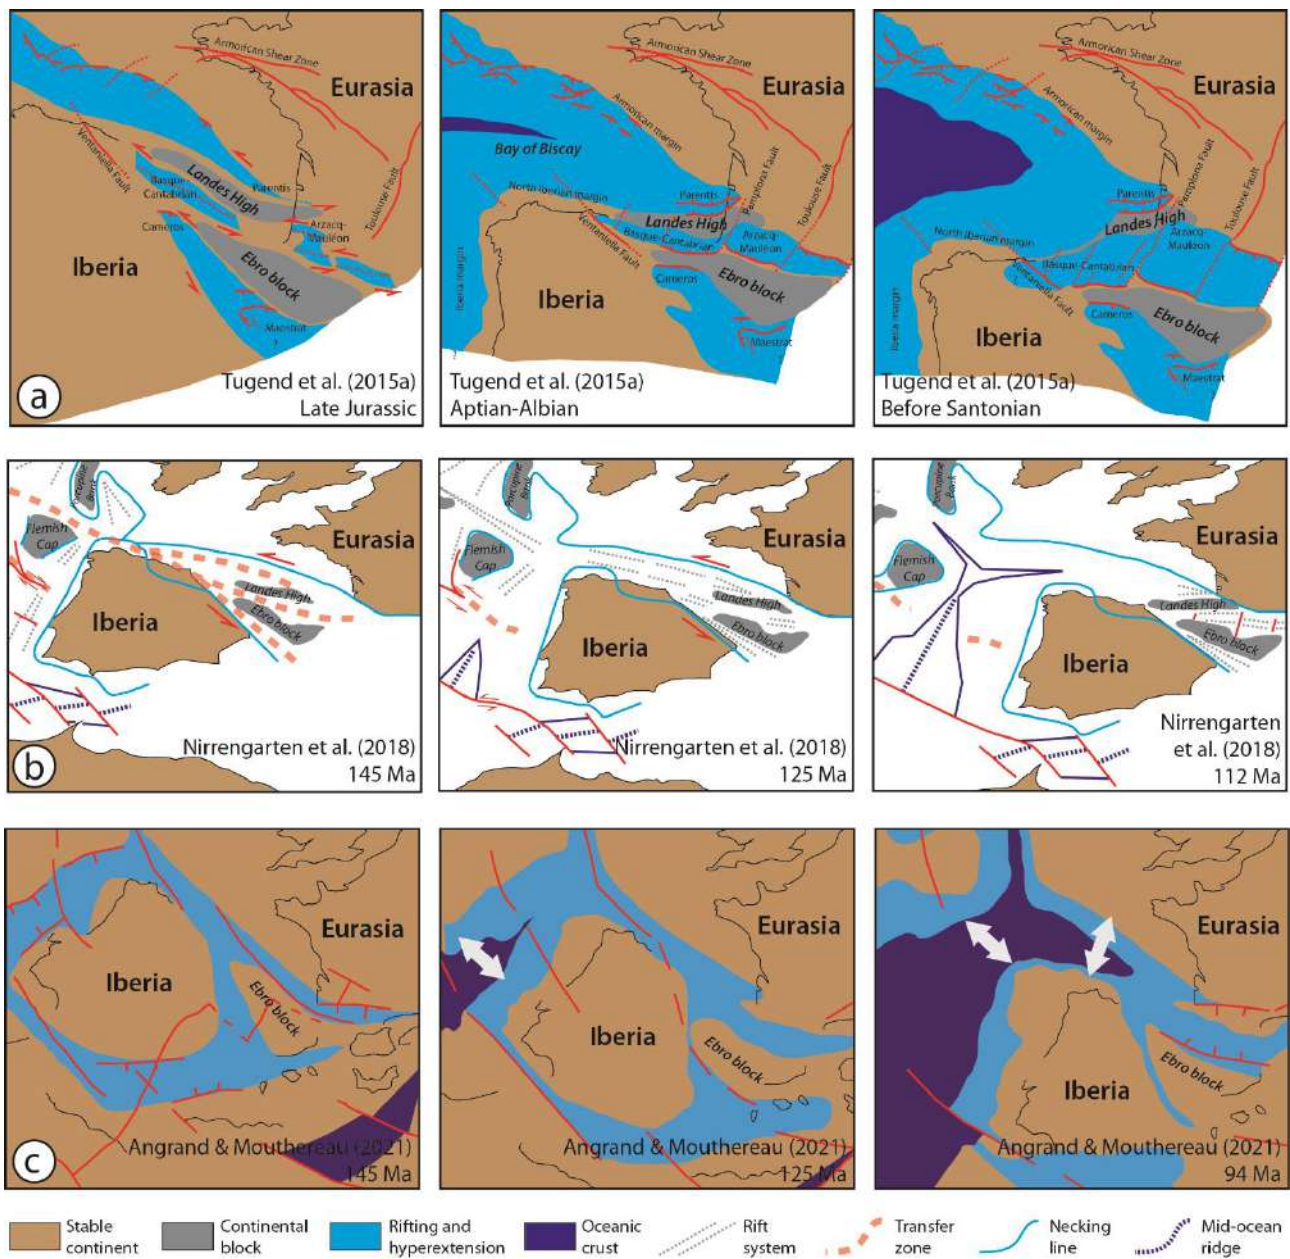 Armorican Shear Zone
Eurasia
Ventaniella Fault
Basque-
Cantabrian
Landes High
Parentis
Toulouse Fault
Cameros
Arzacq-
Mauléon
Iberia
Ebro block
Maestrat
?
a
Tugend et al. (2015a)
Late Jurassic
Armorican Shear Zone
Eurasia
Armorican margin
Bay of Biscay
Pamplona Fault
Toulouse Fault
North Iberian margin
Parentis
Landes High
Basque-Cantabrian
Arzacq-
Mauléon
Ventaniella Fault
Iberia margin
Cameros
Ebro block
Iberia
Maestrat
?
?
Tugend et al. (2015a)
Aptian-Albian
Armorican Shear Zone
Eurasia
Armorican margin
Pamplona Fault
Toulouse Fault
Parentis
Landes High
Arzacq-
Mauléon
North Iberian margin
Basque-Cantabrian
Ventaniella Fault
Iberia margin
Cameros
Ebro block
Iberia
Maestrat
?
Tugend et al. (2015a)
Before Santonian
Porcupine
Bank
Flemish
Cap
Eurasia
Landes High
Ebro block
Iberia
b
Nirrengarten et al. (2018)
145 Ma
Porcupine
Bank
Flemish
Cap
Eurasia
Landes High
Ebro block
Iberia
Nirrengarten et al. (2018)
125 Ma
Porcupine
Bank
Flemish
Cap
Eurasia
Landes High
Ebro block
Iberia
Nirrengarten
et al. (2018)
112 Ma
Eurasia
Iberia
Ebro block
c
Angrand & Mouthereau (2021)
145 Ma
Eurasia
Iberia
Ebro block
Angrand & Mouthereau (2021)
125 Ma
Eurasia
Iberia
Ebro block
Angrand & Mouthereau (2021)
94 Ma
Stable
continent
Continental
block
Rifting and
hyperextension
Oceanic
crust
Rift
system
Transfer
zone
Necking
line
Mid-ocean
ridge